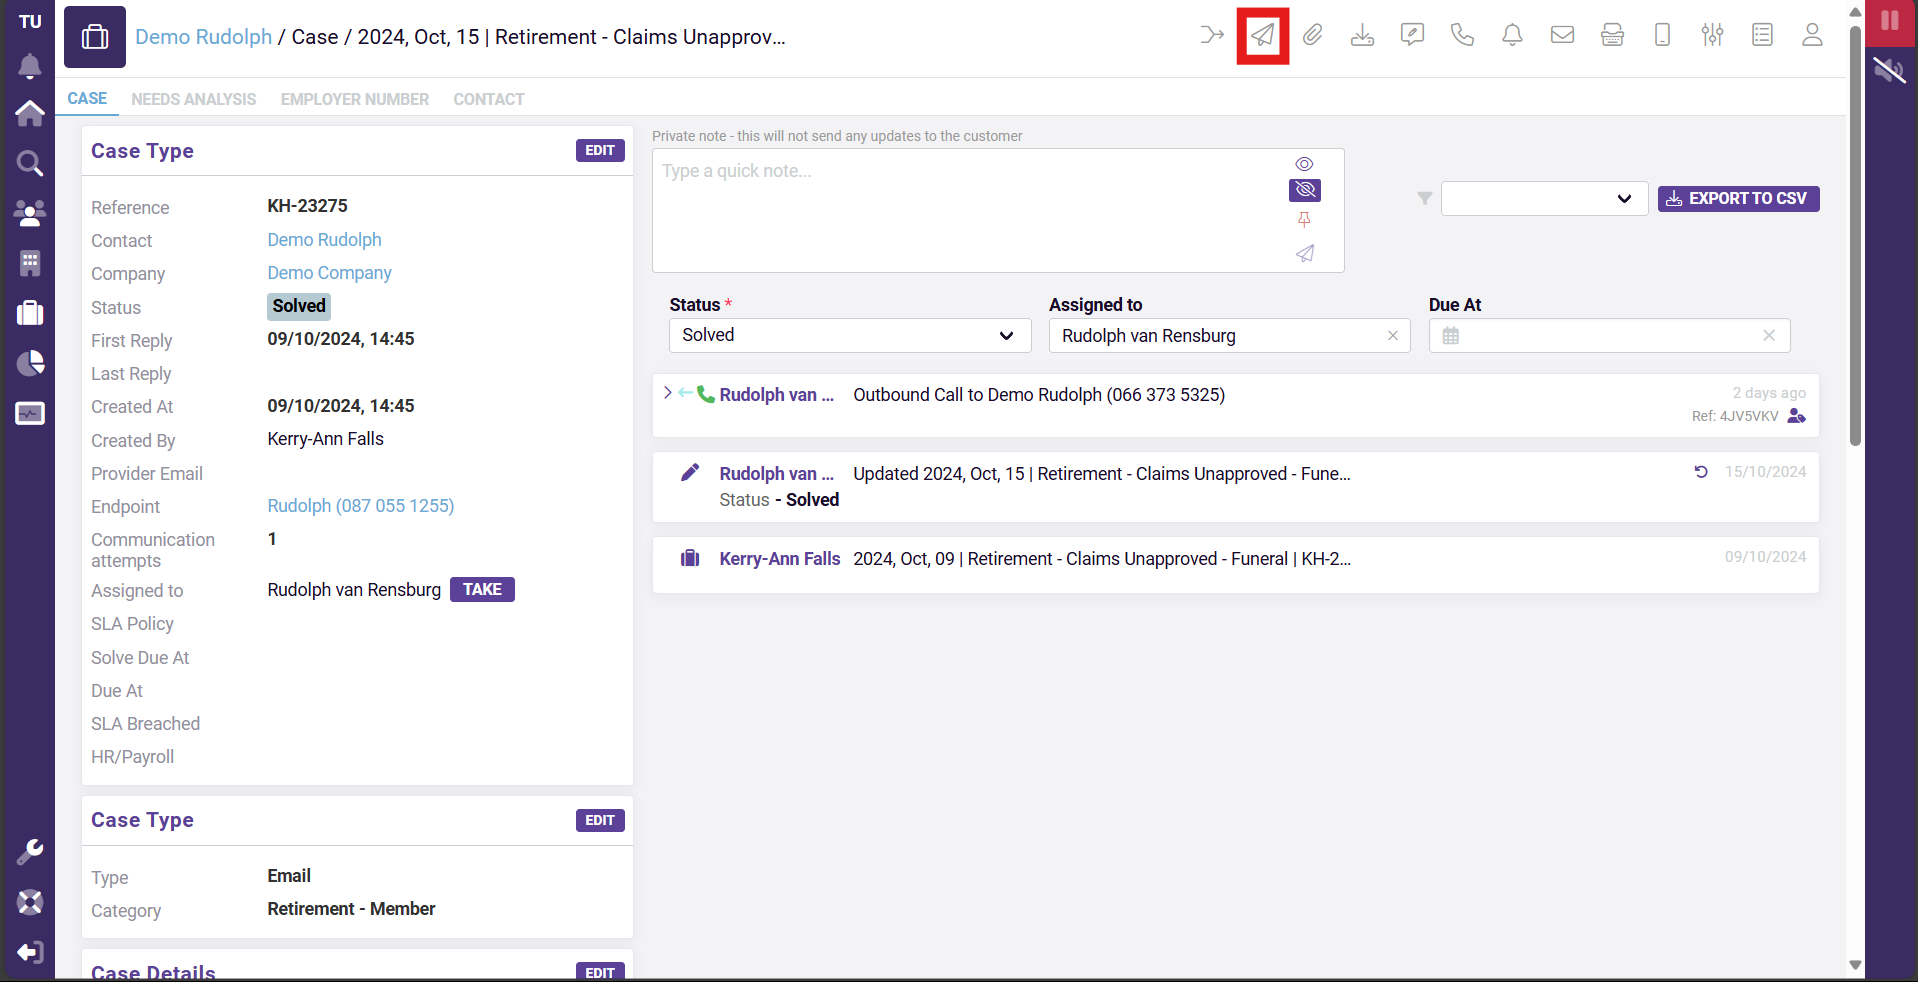 TU
Demo Rudolph / Case / 2024, Oct, 15 | Retirement - Claims Unapprov...
CASE NEEDS ANALYSIS EMPLOYER NUMBER CONTACT
Case Type EDIT
Reference KH-23275
Contact Demo Rudolph
Company Demo Company
Status Solved
First Reply 09/10/2024, 14:45
Last Reply
Created At 09/10/2024, 14:45
Created By Kerry-Ann Falls
Provider Email
Endpoint Rudolph (087 055 1255)
Communication 1
attempts
Assigned to Rudolph van Rensburg TAKE
SLA Policy
Solve Due At
Due At
SLA Breached
HR/Payroll
Case Type EDIT
Type Email
Category Retirement - Member
Case Details EDIT
Private note - this will not send any updates to the customer
Type a quick note...
EXPORT TO CSV
Status * Assigned to Due At
Solved Rudolph van Rensburg
Rudolph van ... Outbound Call to Demo Rudolph (066 373 5325) 2 days ago
Ref: 4JV5VKV
Rudolph van ... Updated 2024, Oct, 15 | Retirement - Claims Unapproved - Fune... 15/10/2024
Status - Solved
Kerry-Ann Falls 2024, Oct, 09 | Retirement - Claims Unapproved - Funeral | KH-2... 09/10/2024